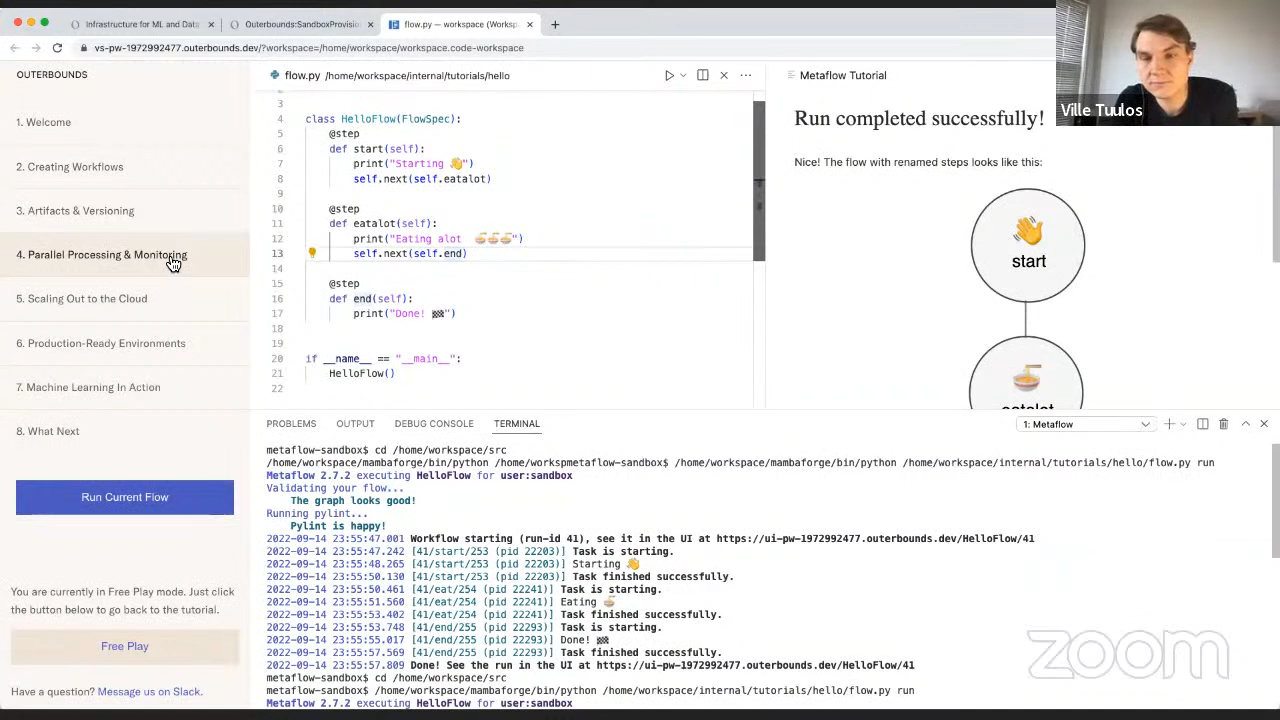 Infrastructure for ML and Data
Outerbounds:SandboxProvision
flow.py — workspace (Worksp
vs-pw-1972992477.outerbounds.dev/?workspace=/home/workspace/workspace.code-workspace
Ville Tuulos
OUTERBOUNDS
1. Welcome
2. Creating Workflows
3. Artifacts & Versioning
4. Parallel Processing & Monitoring
5. Scaling Out to the Cloud
6. Production-Ready Environments
7. Machine Learning In Action
8. What Next
Run Current Flow
You are currently in Free Play mode. Just click
the button below to go back to the tutorial.
Free Play
Have a question? Message us on Slack.
flow.py /home/workspace/internal/tutorials/hello
3
4 class HelloFlow(FlowSpec):
5 @step
6 def start(self):
7 print("Starting 👋")
8 self.next(self.eatalot)
9
10 @step
11 def eatalot(self):
12 print("Eating alot 🍜🍜🍜")
13 self.next(self.end)
14
15 @step
16 def end(self):
17 print("Done! 🏁")
18
19
20 if __name__ == "__main__":
21 HelloFlow()
22
Metaflow Tutorial
Run completed successfully!
Nice! The flow with renamed steps looks like this:
start
eatalot
PROBLEMS OUTPUT DEBUG CONSOLE TERMINAL
1: Metaflow
metaflow-sandbox$ cd /home/workspace/src
/home/workspace/mambaforge/bin/python /home/workspmetaflow-sandbox$ /home/workspace/mambaforge/bin/python /home/workspace/internal/tutorials/hello/flow.py run
Metaflow 2.7.2 executing HelloFlow for user:sandbox
Validating your flow...
The graph looks good!
Running pylint...
Pylint is happy!
2022-09-14 23:55:47.001 Workflow starting (run-id 41), see it in the UI at https://ui-pw-1972992477.outerbounds.dev/HelloFlow/41
2022-09-14 23:55:47.242 [41/start/253 (pid 22203)] Task is starting.
2022-09-14 23:55:48.265 [41/start/253 (pid 22203)] Starting 👋
2022-09-14 23:55:50.130 [41/start/253 (pid 22203)] Task finished successfully.
2022-09-14 23:55:50.461 [41/eat/254 (pid 22241)] Task is starting.
2022-09-14 23:55:51.560 [41/eat/254 (pid 22241)] Eating 🍜
2022-09-14 23:55:53.402 [41/eat/254 (pid 22241)] Task finished successfully.
2022-09-14 23:55:53.748 [41/end/255 (pid 22293)] Task is starting.
2022-09-14 23:55:55.017 [41/end/255 (pid 22293)] Done! 🏁
2022-09-14 23:55:57.569 [41/end/255 (pid 22293)] Task finished successfully.
2022-09-14 23:55:57.809 Done! See the run in the UI at https://ui-pw-1972992477.outerbounds.dev/HelloFlow/41
metaflow-sandbox$ cd /home/workspace/src
metaflow-sandbox$ /home/workspace/mambaforge/bin/python /home/workspace/internal/tutorials/hello/flow.py run
Metaflow 2.7.2 executing HelloFlow for user:sandbox
zoom